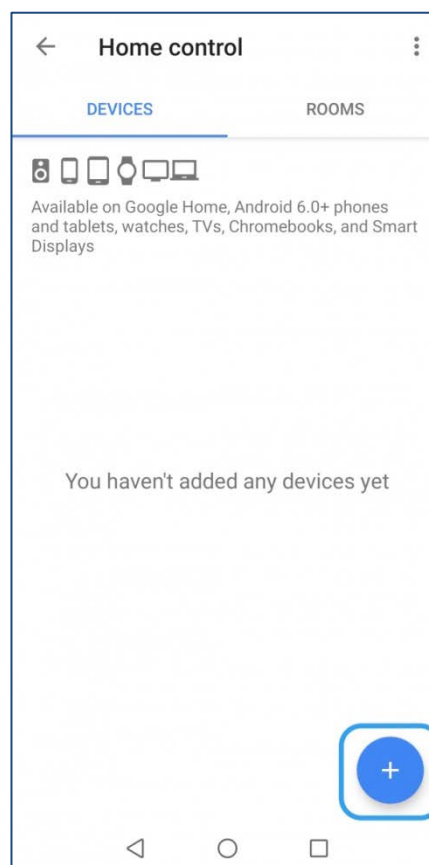 Home control
DEVICES ROOMS
Available on Google Home, Android 6.0+ phones
and tablets, watches, TVs, Chromebooks, and Smart
Displays
You haven't added any devices yet
+